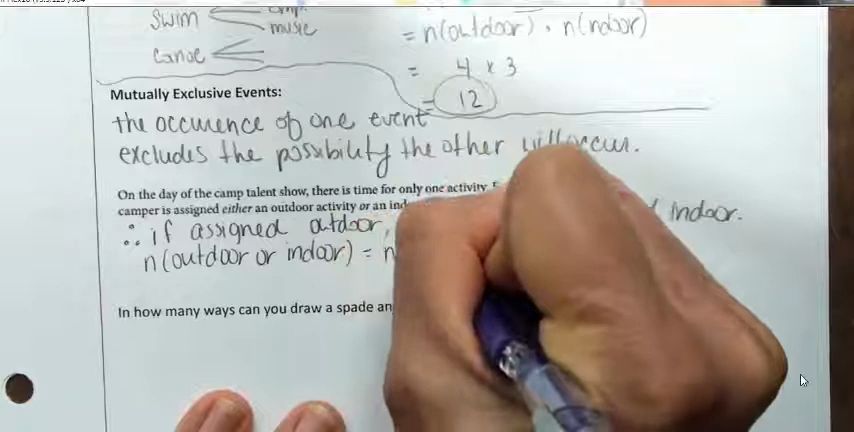 swim
music
= n(outdoor) · n(indoor)
canoe
= 4 x 3
Mutually Exclusive Events:
= 12
the occurence of one event
excludes the possibility the other will occur.
On the day of the camp talent show, there is time for only one activity
camper is assigned either an outdoor activity or an ind
indoor.
∴ if assigned outdoor,
n(outdoor or indoor) = n
In how many ways can you draw a spade an